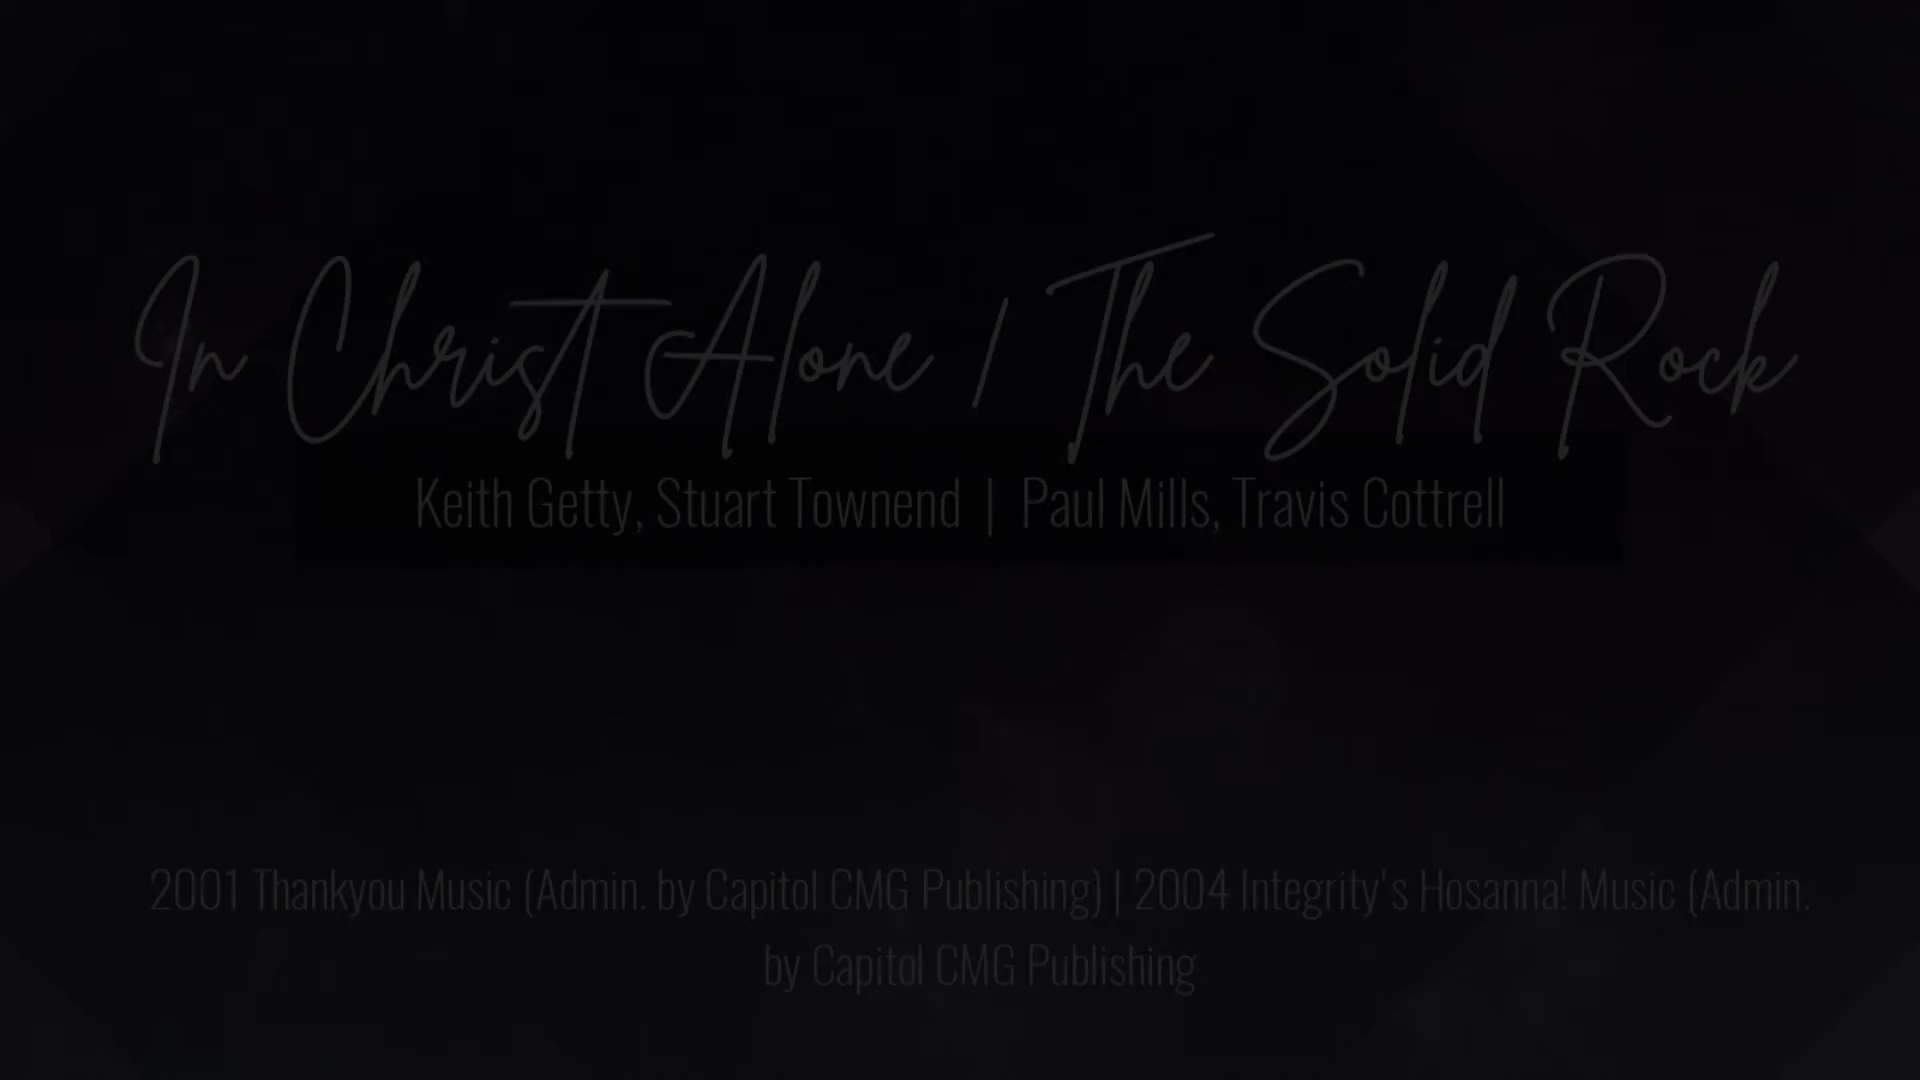 In Christ Alone / The Solid Rock
Keith Getty, Stuart Townend | Paul Mills, Travis Cottrell
2001 Thankyou Music (Admin. by Capitol CMG Publishing) | 2004 Integrity's Hosanna! Music (Admin.
by Capitol CMG Publishing